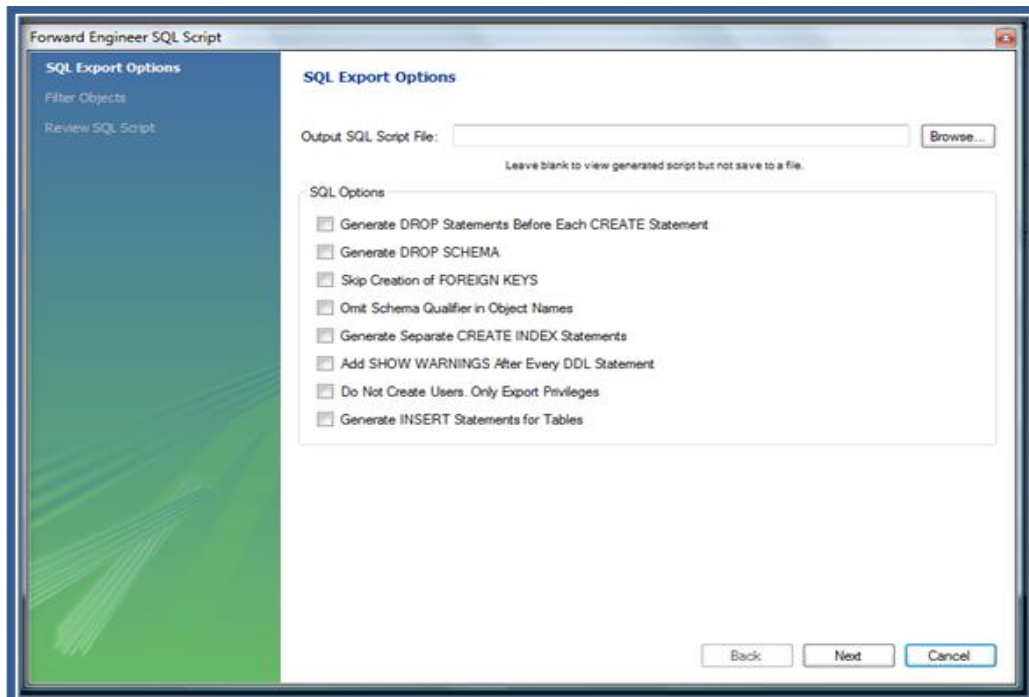 Forward Engineer SQL Script
SQL Export Options
Filter Objects
Review SQL Script
SQL Export Options
Output SQL Script File:
Browse...
Leave blank to view generated script but not save to a file.
SQL Options
Generate DROP Statements Before Each CREATE Statement
Generate DROP SCHEMA
Skip Creation of FOREIGN KEYS
Omit Schema Qualifier in Object Names
Generate Separate CREATE INDEX Statements
Add SHOW WARNINGS After Every DDL Statement
Do Not Create Users. Only Export Privileges
Generate INSERT Statements for Tables
Back
Next
Cancel